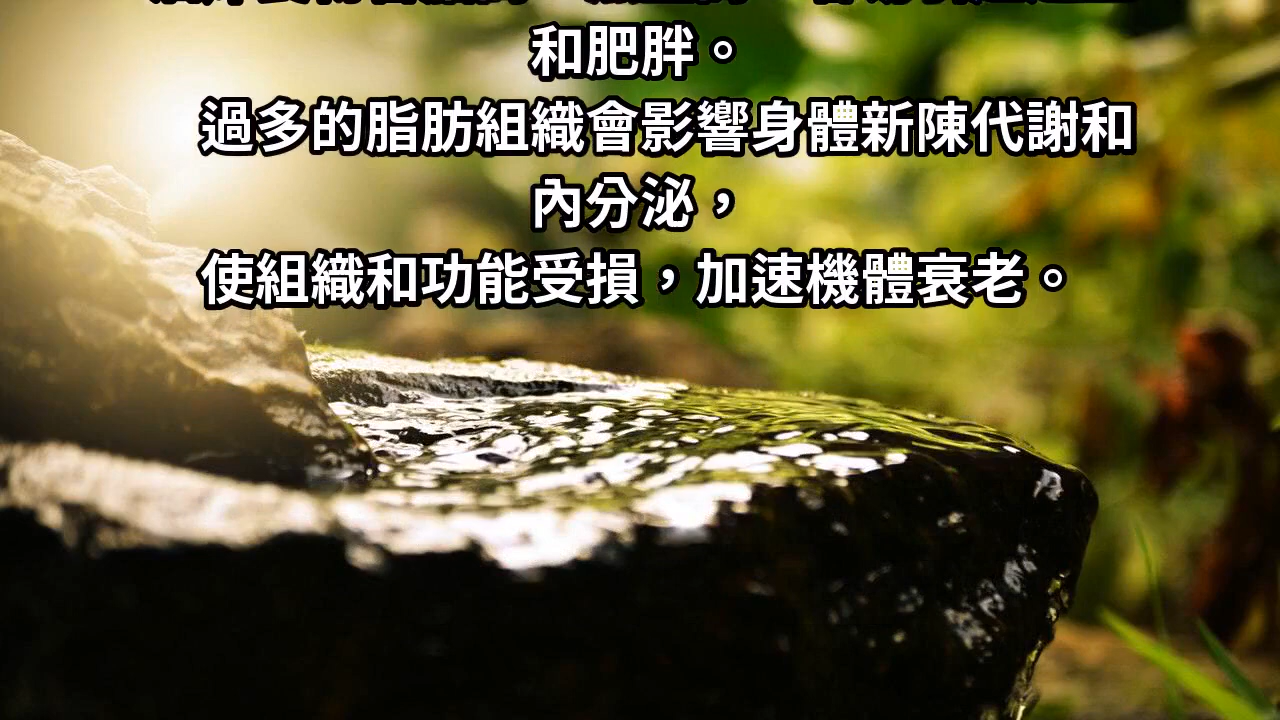 和肥胖。
過多的脂肪組織會影響身體新陳代謝和
內分泌，
使組織和功能受損，加速機體衰老。